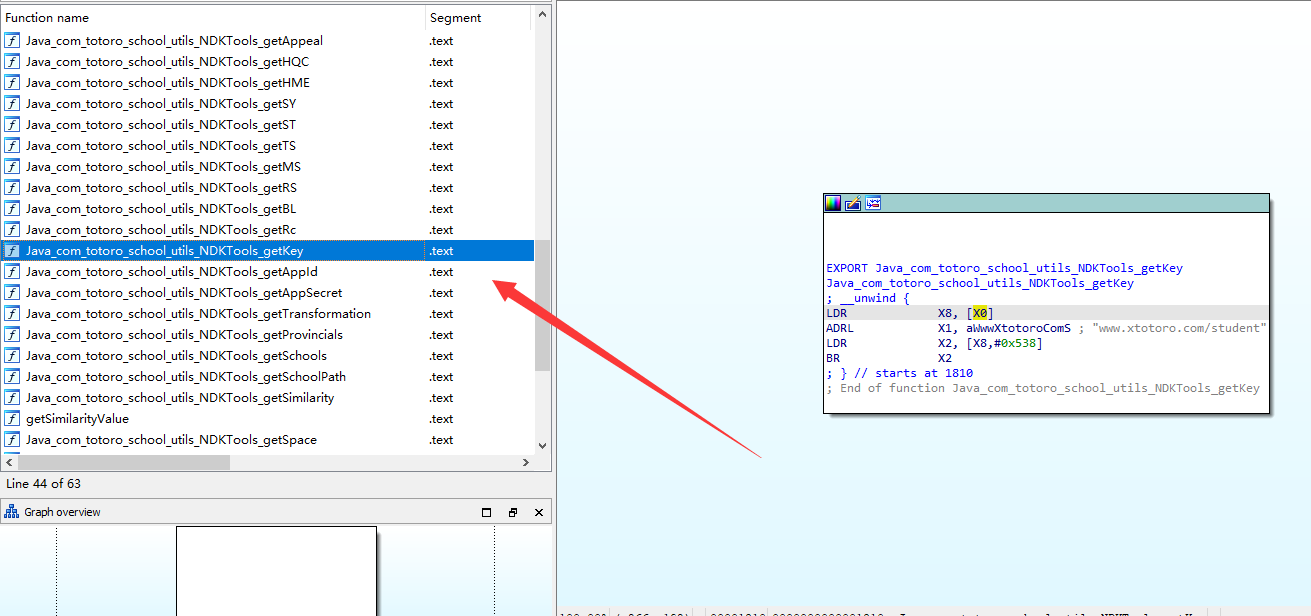 Function name Segment
Java_com_totoro_school_utils_NDKTools_getAppeal .text
Java_com_totoro_school_utils_NDKTools_getHQC .text
Java_com_totoro_school_utils_NDKTools_getHME .text
Java_com_totoro_school_utils_NDKTools_getSY .text
Java_com_totoro_school_utils_NDKTools_getST .text
Java_com_totoro_school_utils_NDKTools_getTS .text
Java_com_totoro_school_utils_NDKTools_getMS .text
Java_com_totoro_school_utils_NDKTools_getRS .text
Java_com_totoro_school_utils_NDKTools_getBL .text
Java_com_totoro_school_utils_NDKTools_getRc .text
Java_com_totoro_school_utils_NDKTools_getKey .text
Java_com_totoro_school_utils_NDKTools_getAppId .text
Java_com_totoro_school_utils_NDKTools_getAppSecret .text
Java_com_totoro_school_utils_NDKTools_getTransformation .text
Java_com_totoro_school_utils_NDKTools_getProvincials .text
Java_com_totoro_school_utils_NDKTools_getSchools .text
Java_com_totoro_school_utils_NDKTools_getSchoolPath .text
Java_com_totoro_school_utils_NDKTools_getSimilarity .text
getSimilarityValue .text
Java_com_totoro_school_utils_NDKTools_getSpace .text
Line 44 of 63
Graph overview
EXPORT Java_com_totoro_school_utils_NDKTools_getKey
Java_com_totoro_school_utils_NDKTools_getKey
; __unwind {
LDR X8, [X0]
ADRL X1, aWwwXtotoroComS ; "www.xtotoro.com/student"
LDR X2, [X8,#0x538]
BR X2
; } // starts at 1810
; End of function Java_com_totoro_school_utils_NDKTools_getKey